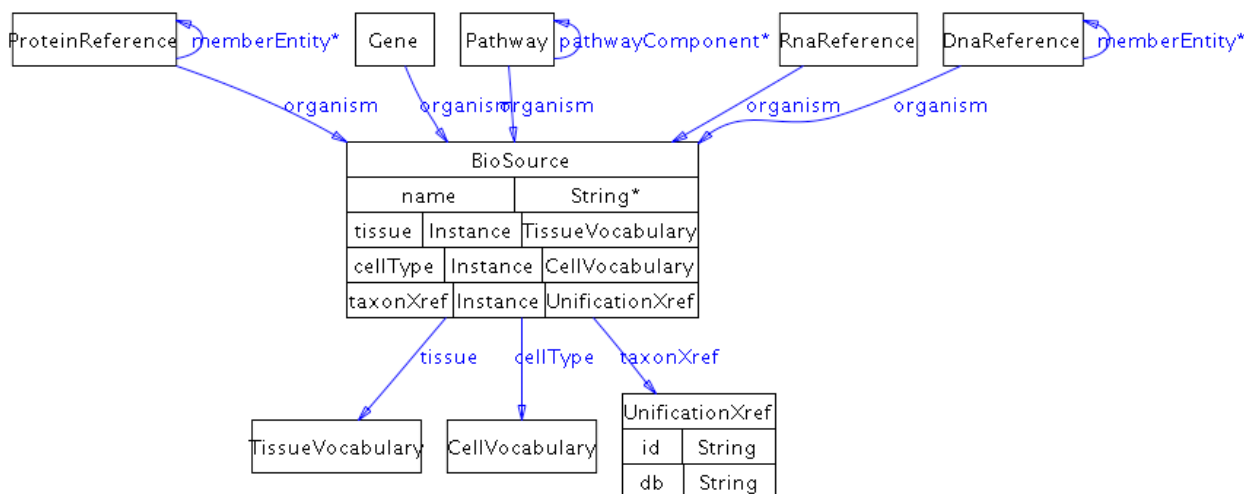 ProteinReference
memberEntity*
Gene
Pathway
pathwayComponent*
RnaReference
DnaReference
memberEntity*
organism
organism
organism
organism
organism
BioSource
name String*
tissue Instance TissueVocabulary
cellType Instance CellVocabulary
taxonXref Instance UnificationXref
tissue
cellType
taxonXref
TissueVocabulary
CellVocabulary
UnificationXref
id String
db String